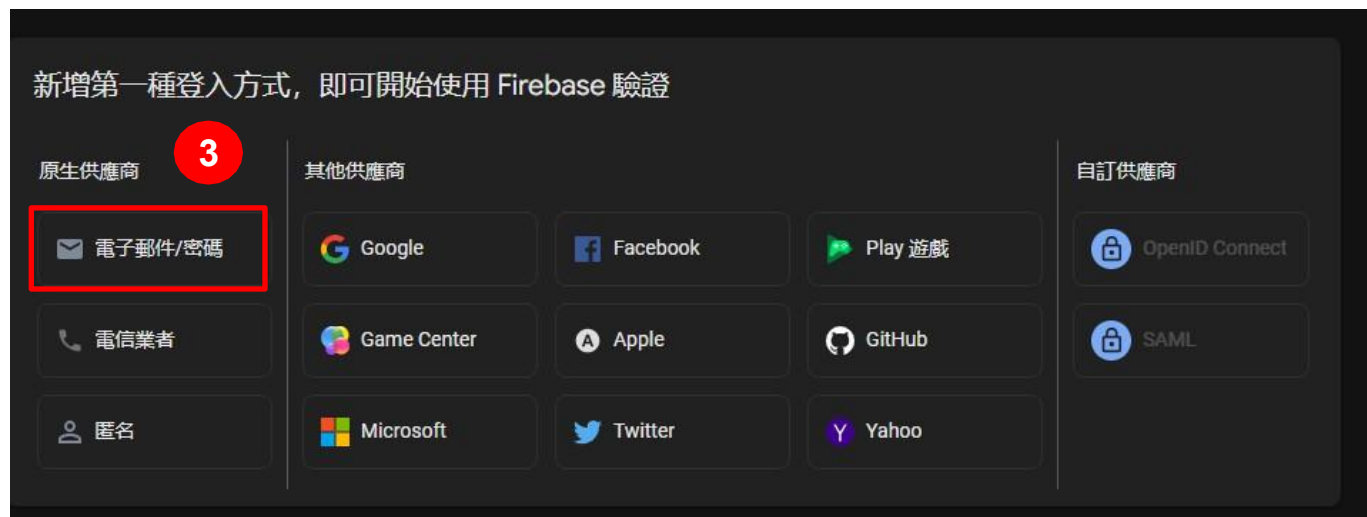 新增第一種登入方式，即可開始使用 Firebase 驗證
3
原生供應商
其他供應商
自訂供應商
電子郵件/密碼
Google
Facebook
Play 遊戲
OpenID Connect
電信業者
Game Center
Apple
GitHub
SAML
匿名
Microsoft
Twitter
Yahoo